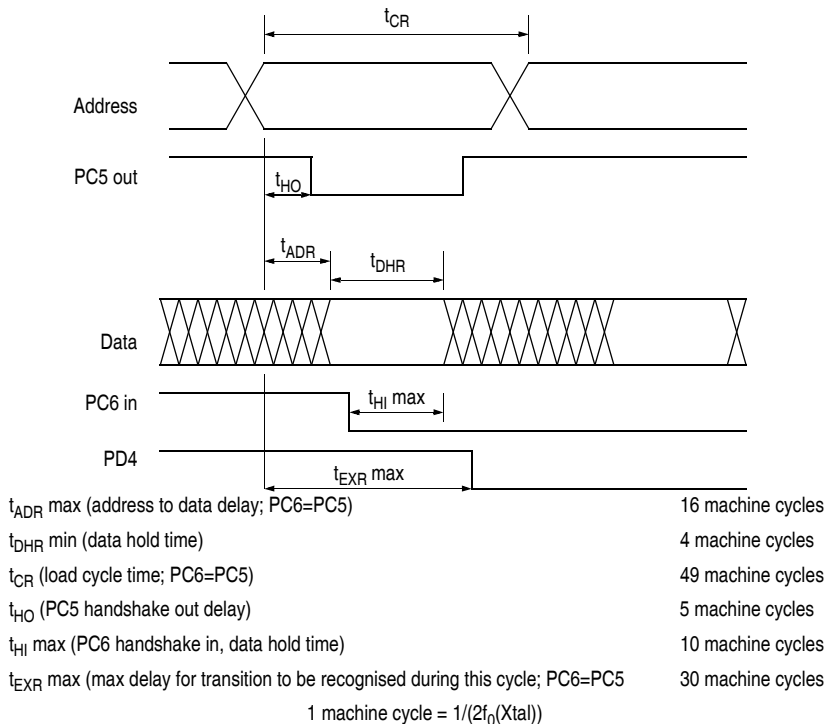 tCR
Address
PC5 out
tHO
tADR
tDHR
Data
PC6 in
tHI max
PD4
tEXR max
tADR max (address to data delay; PC6=PC5) 16 machine cycles
tDHR min (data hold time) 4 machine cycles
tCR (load cycle time; PC6=PC5) 49 machine cycles
tHO (PC5 handshake out delay) 5 machine cycles
tHI max (PC6 handshake in, data hold time) 10 machine cycles
tEXR max (max delay for transition to be recognised during this cycle; PC6=PC5 30 machine cycles
1 machine cycle = 1/(2f0(Xtal))